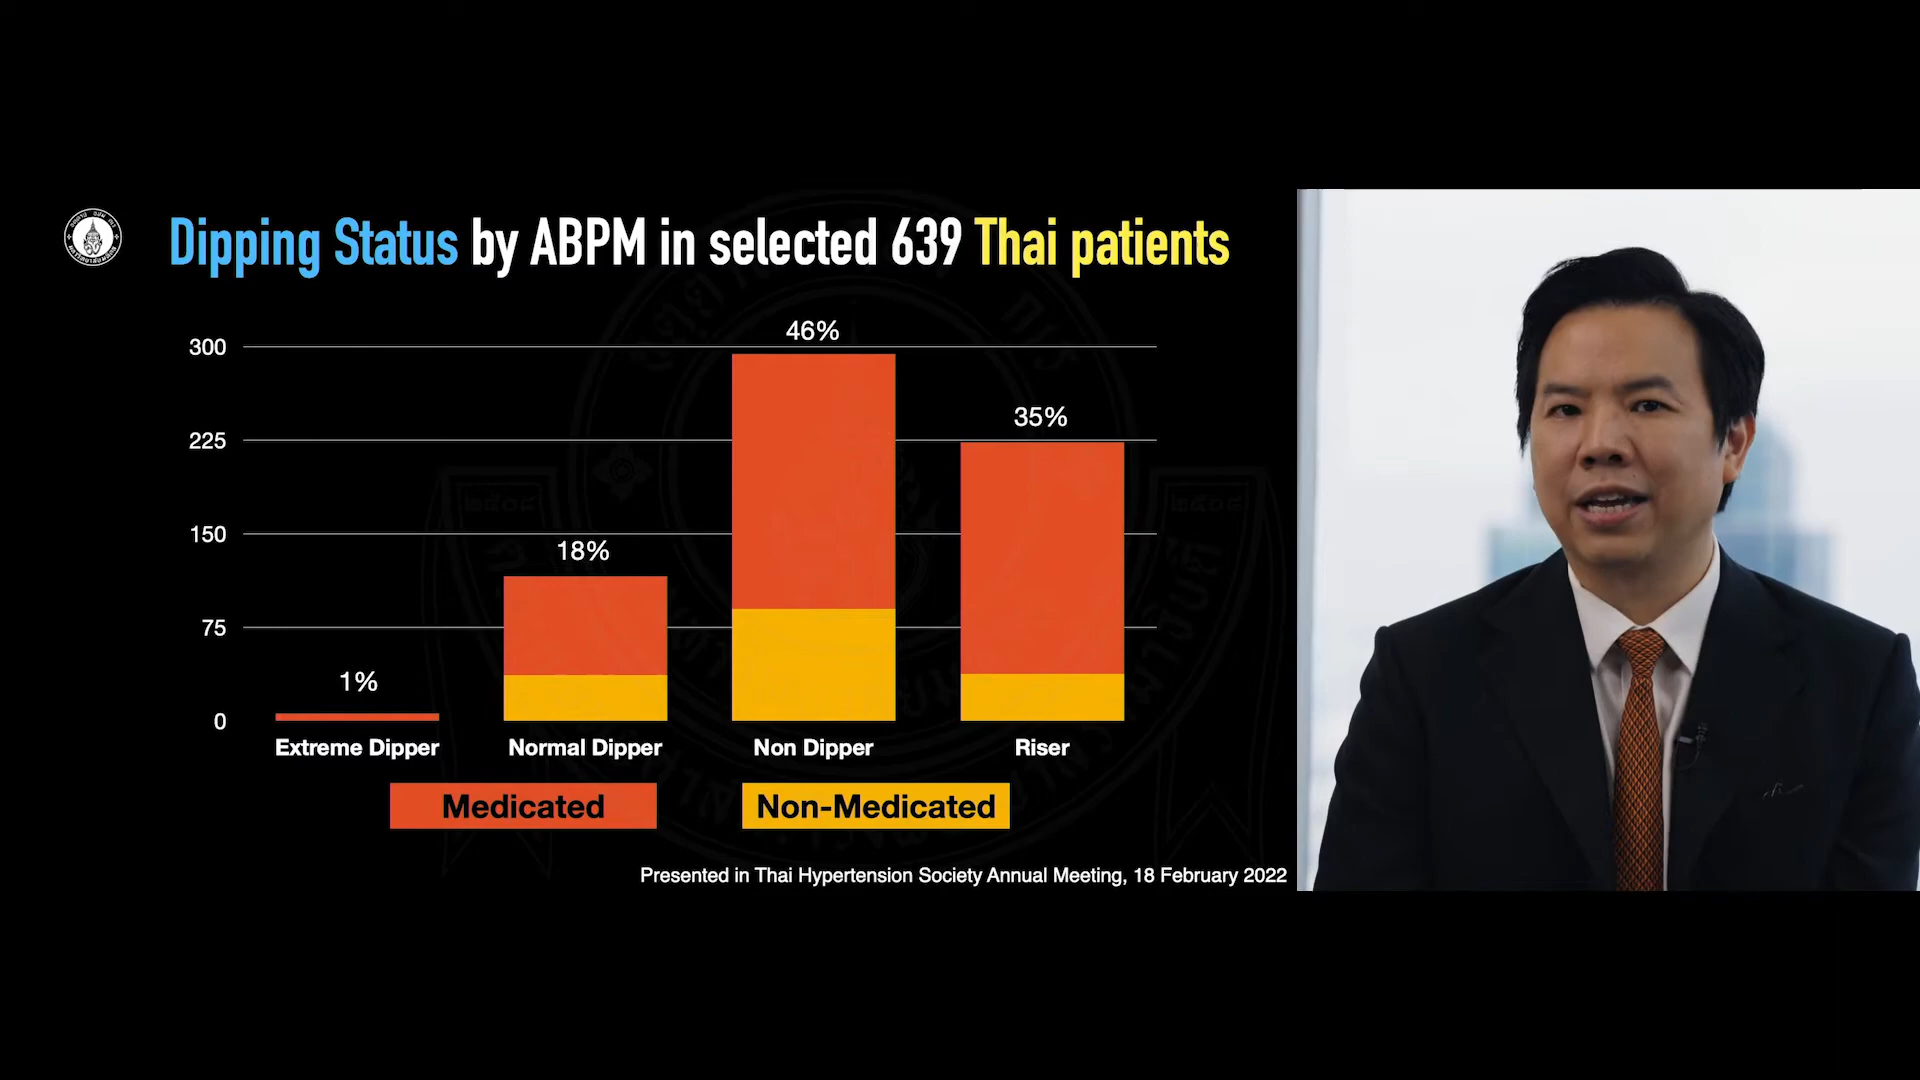 Dipping Status by ABPM in selected 639 Thai patients
300
225
150
75
0
1%
18%
46%
35%
Extreme Dipper
Normal Dipper
Non Dipper
Riser
Medicated
Non-Medicated
Presented in Thai Hypertension Society Annual Meeting, 18 February 2022